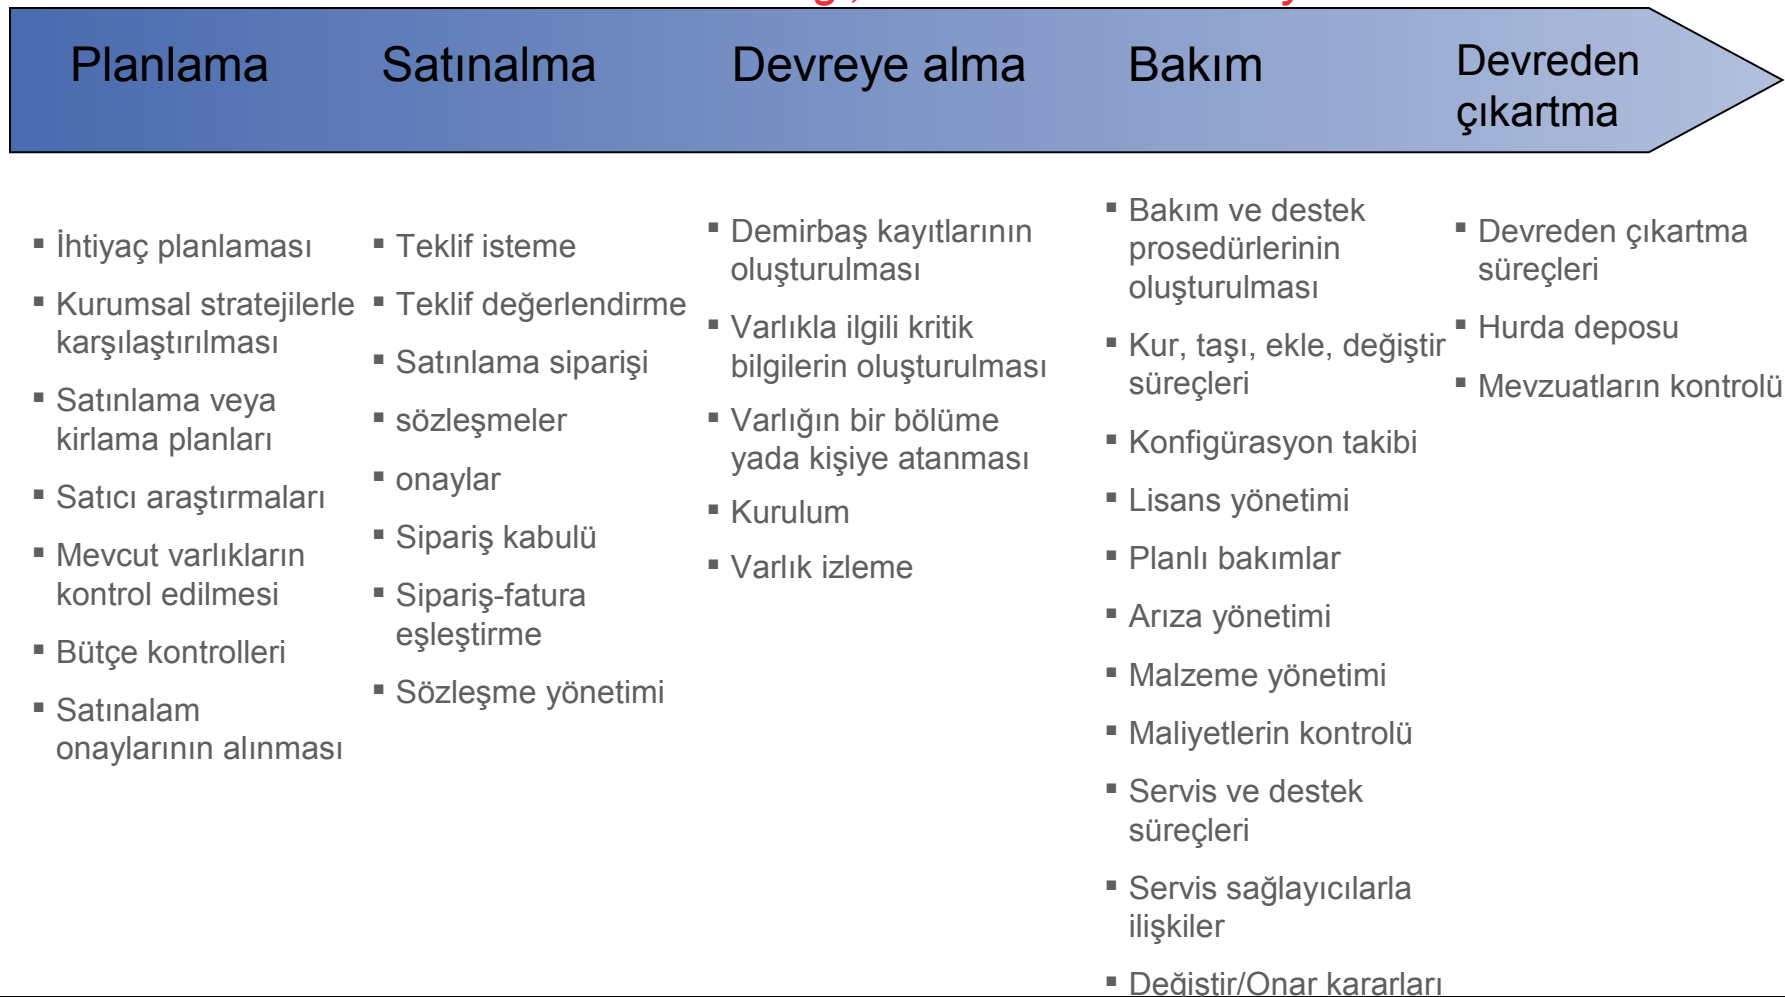 Planlama
Satınalma
Devreye alma
Bakım
Devreden
çıkartma
▪ İhtiyaç planlaması
▪ Kurumsal stratejilerle
karşılaştırılması
▪ Satınlama veya
kirlama planları
▪ Satıcı araştırmaları
▪ Mevcut varlıkların
kontrol edilmesi
▪ Bütçe kontrolleri
▪ Satınalam
onaylarının alınması
▪ Teklif isteme
▪ Teklif değerlendirme
▪ Satınlama siparişi
▪ sözleşmeler
▪ onaylar
▪ Sipariş kabulü
▪ Sipariş-fatura
eşleştirme
▪ Sözleşme yönetimi
▪ Demirbaş kayıtlarının
oluşturulması
▪ Varlıkla ilgili kritik
bilgilerin oluşturulması
▪ Varlığın bir bölüme
yada kişiye atanması
▪ Kurulum
▪ Varlık izleme
▪ Bakım ve destek
prosedürlerinin
oluşturulması
▪ Kur, taşı, ekle, değiştir
süreçleri
▪ Konfigürasyon takibi
▪ Lisans yönetimi
▪ Planlı bakımlar
▪ Arıza yönetimi
▪ Malzeme yönetimi
▪ Maliyetlerin kontrolü
▪ Servis ve destek
süreçleri
▪ Servis sağlayıcılarla
ilişkiler
▪ Değiştir/Onar kararları
▪ Devreden çıkartma
süreçleri
▪ Hurda deposu
▪ Mevzuatların kontrolü